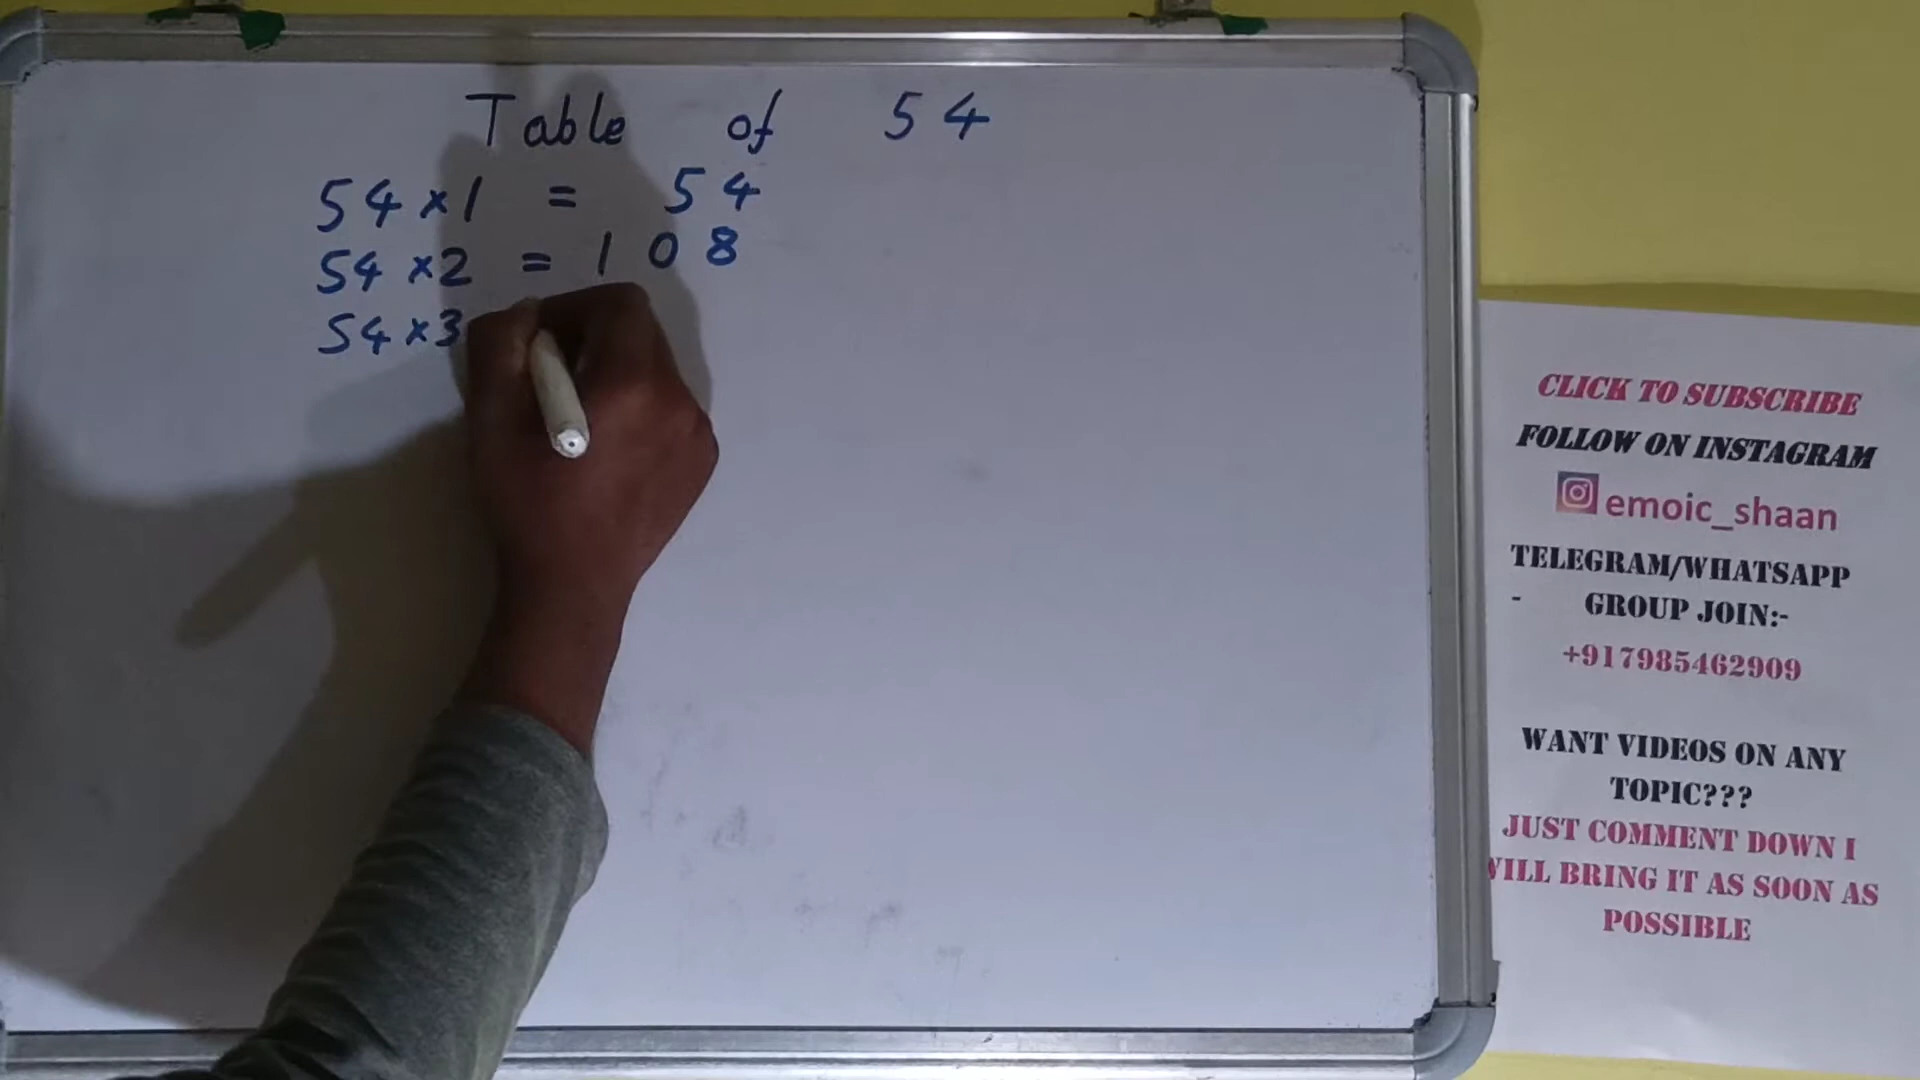 Table of 54
54 × 1 = 54
54 × 2 = 108
54 × 3
CLICK TO SUBSCRIBE
FOLLOW ON INSTAGRAM
emoic_shaan
TELEGRAM/WHATSAPP
- GROUP JOIN:-
+917985462909
WANT VIDEOS ON ANY
TOPIC???
JUST COMMENT DOWN I
WILL BRING IT AS SOON AS
POSSIBLE